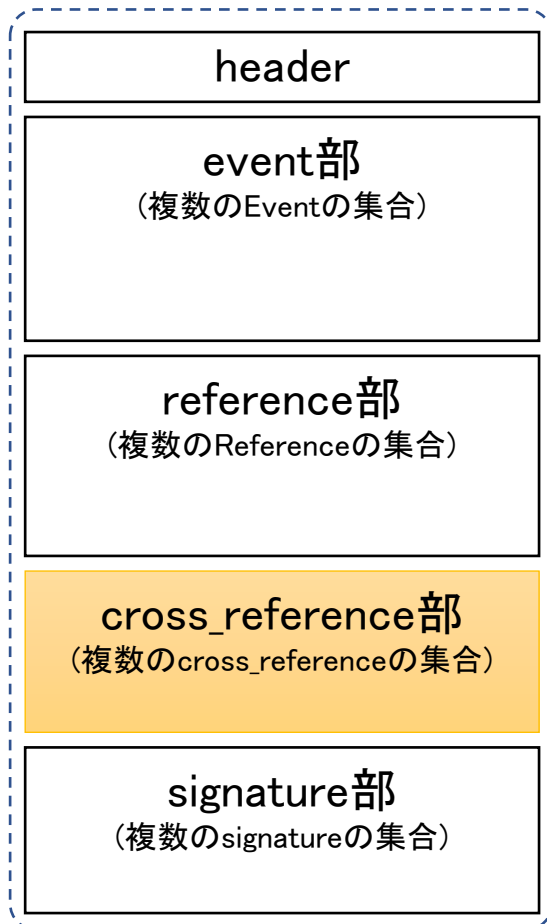 header
event部
（複数のEventの集合）
reference部
（複数のReferenceの集合）
cross_reference部
（複数のcross_referenceの集合）
signature部
（複数のsignatureの集合）